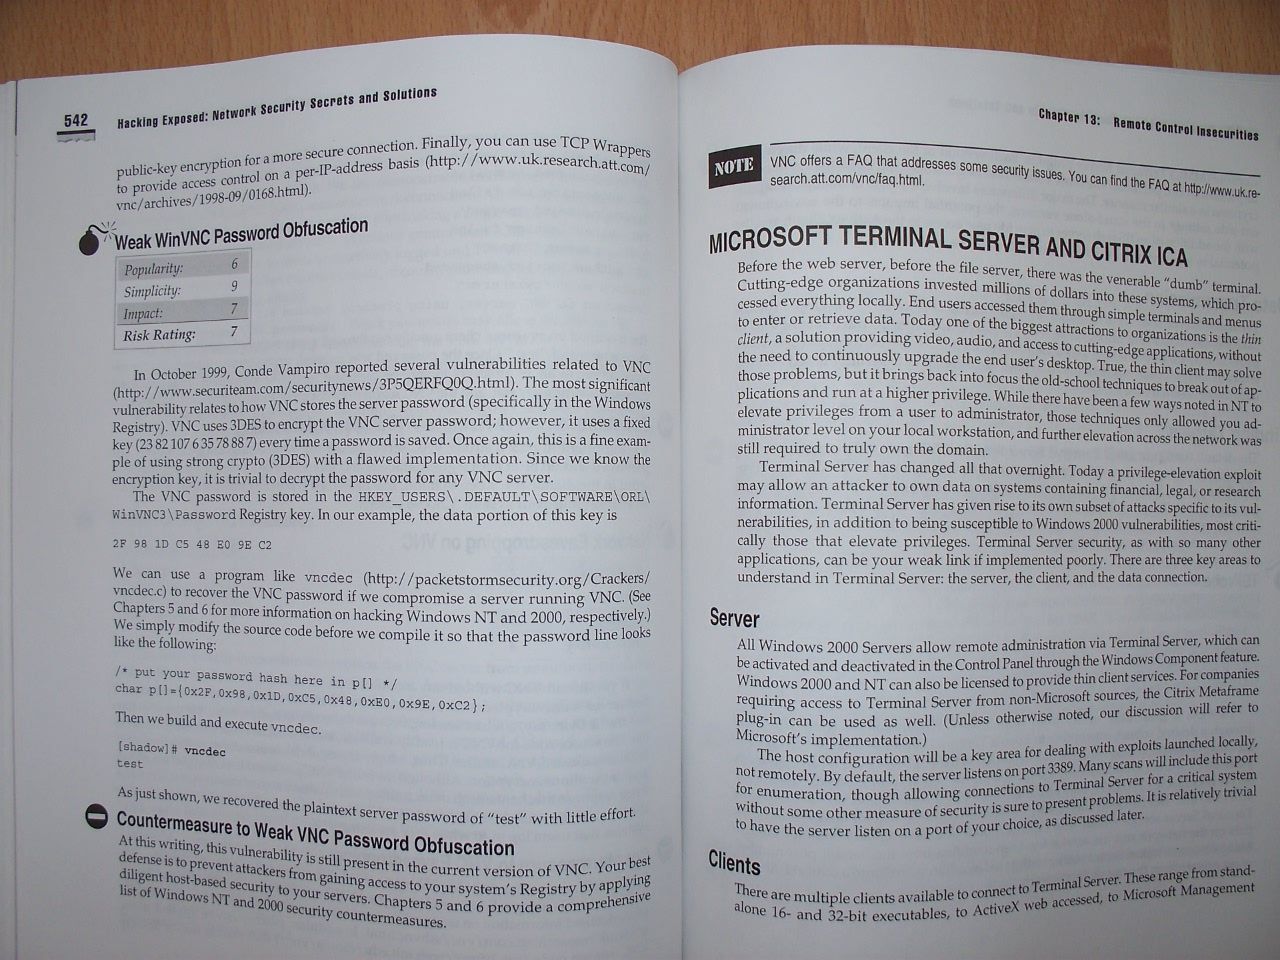 542
Hacking Exposed: Network Security Secrets and Solutions
public-key encryption for a more secure connection. Finally, you can use TCP Wrappers
to provide access control on a per-IP-address basis (http://www.uk.research.att.com/
vnc/archives/1998-09/0168.html).
Weak WinVNC Password Obfuscation
Popularity: 6
Simplicity: 9
Impact: 7
Risk Rating: 7
In October 1999, Conde Vampiro reported several vulnerabilities related to VNC
(http://www.securiteam.com/securitynews/3P5QERFQ0Q.html). The most significant
vulnerability relates to how VNC stores the server password (specifically in the Windows
Registry). VNC uses 3DES to encrypt the VNC server password; however, it uses a fixed
key (23 82 107 6 35 78 88 7) every time a password is saved. Once again, this is a fine exam-
ple of using strong crypto (3DES) with a flawed implementation. Since we know the
encryption key, it is trivial to decrypt the password for any VNC server.
The VNC password is stored in the HKEY_USERS\.DEFAULT\SOFTWARE\ORL\
WinVNC3\Password Registry key. In our example, the data portion of this key is
2F 98 1D C5 48 E0 9E C2
We can use a program like vncdec (http://packetstormsecurity.org/Crackers/
vncdec.c) to recover the VNC password if we compromise a server running VNC. (See
Chapters 5 and 6 for more information on hacking Windows NT and 2000, respectively.)
We simply modify the source code before we compile it so that the password line looks
like the following:
/* put your password hash here in p[] */
char p[]={0x2F,0x98,0x1D,0xC5,0x48,0xE0,0x9E,0xC2};
Then we build and execute vncdec.
[shadow]# vncdec
test
As just shown, we recovered the plaintext server password of "test" with little effort.
Countermeasure to Weak VNC Password Obfuscation
At this writing, this vulnerability is still present in the current version of VNC. Your best
defense is to prevent attackers from gaining access to your system's Registry by applying
diligent host-based security to your servers. Chapters 5 and 6 provide a comprehensive
list of Windows NT and 2000 security countermeasures.
Chapter 13: Remote Control Insecurities
NOTE
VNC offers a FAQ that addresses some security issues. You can find the FAQ at http://www.uk.re-
search.att.com/vnc/faq.html.
MICROSOFT TERMINAL SERVER AND CITRIX ICA
Before the web server, before the file server, there was the venerable "dumb" terminal.
Cutting-edge organizations invested millions of dollars into these systems, which pro-
cessed everything locally. End users accessed them through simple terminals and menus
to enter or retrieve data. Today one of the biggest attractions to organizations is the thin
client, a solution providing video, audio, and access to cutting-edge applications, without
the need to continuously upgrade the end user's desktop. True, the thin client may solve
those problems, but it brings back into focus the old-school techniques to break out of ap-
plications and run at a higher privilege. While there have been a few ways noted in NT to
elevate privileges from a user to administrator, those techniques only allowed you ad-
ministrator level on your local workstation, and further elevation across the network was
still required to truly own the domain.
Terminal Server has changed all that overnight. Today a privilege-elevation exploit
may allow an attacker to own data on systems containing financial, legal, or research
information. Terminal Server has given rise to its own subset of attacks specific to its vul-
nerabilities, in addition to being susceptible to Windows 2000 vulnerabilities, most criti-
cally those that elevate privileges. Terminal Server security, as with so many other
applications, can be your weak link if implemented poorly. There are three key areas to
understand in Terminal Server: the server, the client, and the data connection.
Server
All Windows 2000 Servers allow remote administration via Terminal Server, which can
be activated and deactivated in the Control Panel through the Windows Component feature.
Windows 2000 and NT can also be licensed to provide thin client services. For companies
requiring access to Terminal Server from non-Microsoft sources, the Citrix Metaframe
plug-in can be used as well. (Unless otherwise noted, our discussion will refer to
Microsoft's implementation.)
The host configuration will be a key area for dealing with exploits launched locally,
not remotely. By default, the server listens on port 3389. Many scans will include this port
for enumeration, though allowing connections to Terminal Server for a critical system
without some other measure of security is sure to present problems. It is relatively trivial
to have the server listen on a port of your choice, as discussed later.
Clients
There are multiple clients available to connect to Terminal Server. These range from stand-
alone 16- and 32-bit executables, to ActiveX web accessed, to Microsoft Management